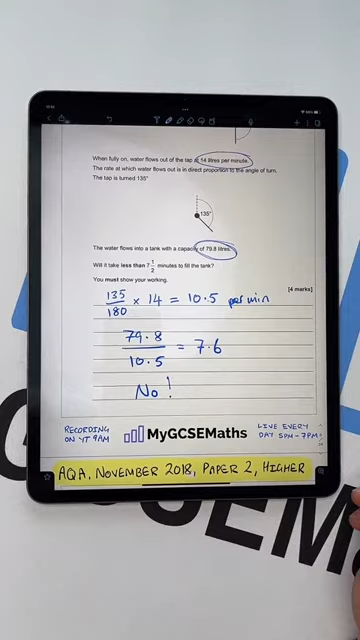 When fully on, water flows out of the tap at 14 litres per minute.
The rate at which water flows out is in direct proportion to the angle of turn.
The tap is turned 135°
135°
The water flows into a tank with a capacity of 79.8 litres.
Will it take less than 7 1/2 minutes to fill the tank?
You must show your working.
[4 marks]
135/180 × 14 = 10.5 per min
79.8/10.5 = 7.6
No!
RECORDING ON YT 9AM
MyGCSEMaths
LIVE EVERY DAY 5PM - 7PM
AQA, NOVEMBER 2018, PAPER 2, HIGHER